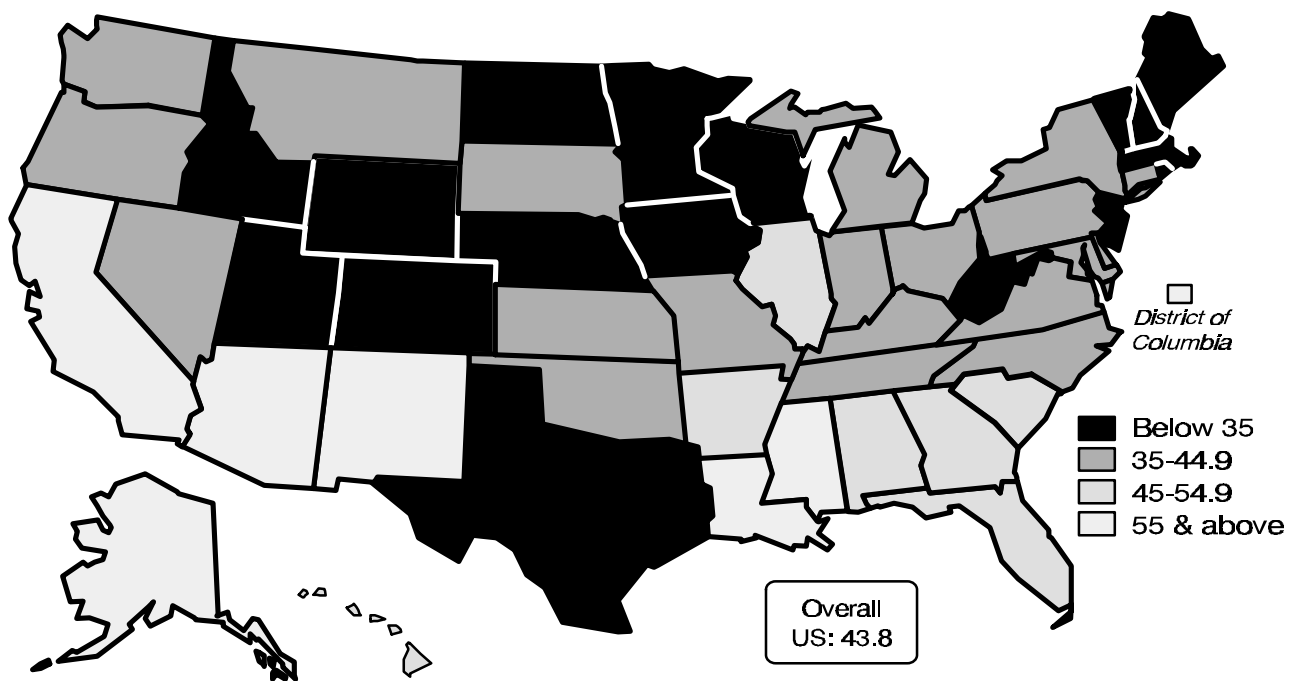 District of
Columbia
Below 35
35-44.9
45-54.9
55 & above
Overall
US: 43.8